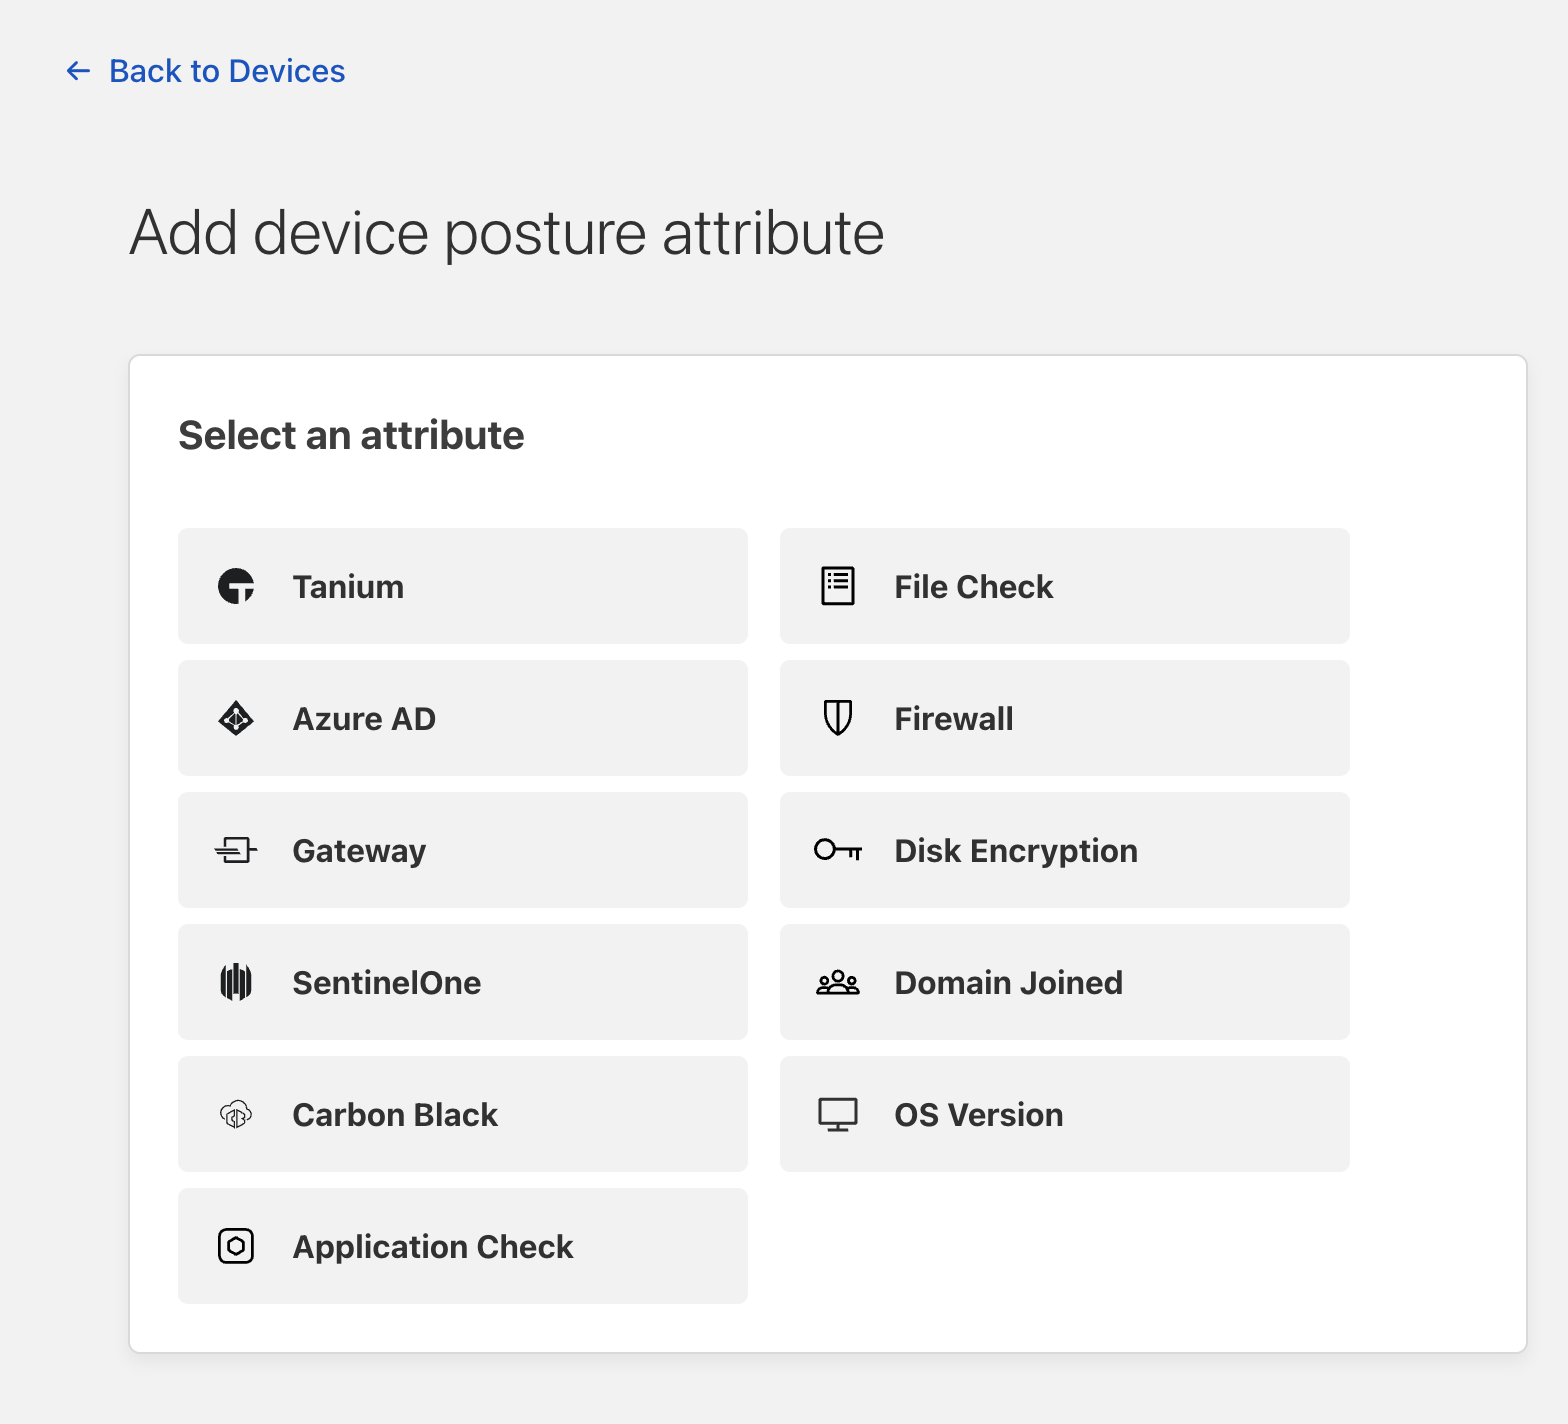 Back to Devices
Add device posture attribute
Select an attribute
Tanium
File Check
Azure AD
Firewall
Gateway
Disk Encryption
SentinelOne
Domain Joined
Carbon Black
OS Version
Application Check